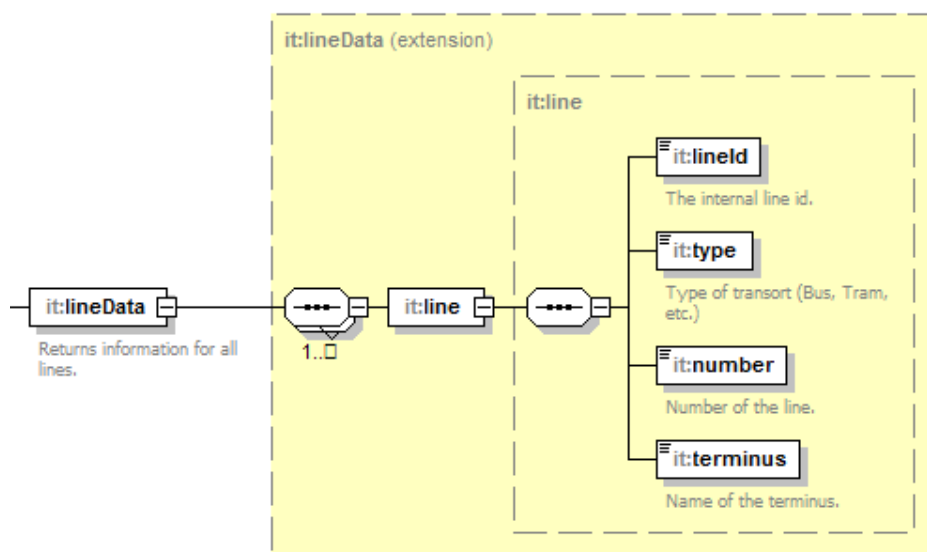 it:lineData (extension)
it:line
it:lineId
The internal line id.
it:type
Type of transort (Bus, Tram,
etc.)
it:lineData
Returns information for all
lines.
1..□
it:line
it:number
Number of the line.
it:terminus
Name of the terminus.